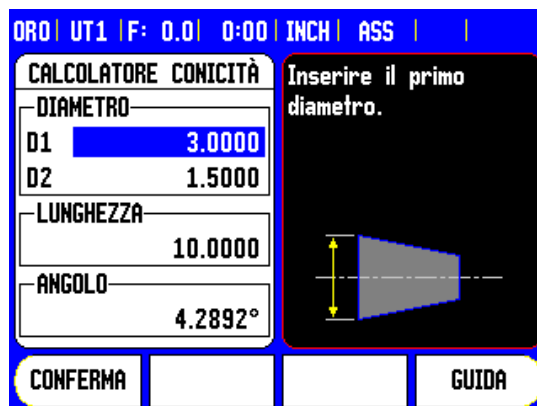 ORO| UT1 |F: 0.0| 0:00| INCH| ASS | |
CALCOLATORE CONICITÀ
DIAMETRO
D1 3.0000
D2 1.5000
LUNGHEZZA
10.0000
ANGOLO
4.2892°
Inserire il primo
diametro.
CONFERMA GUIDA